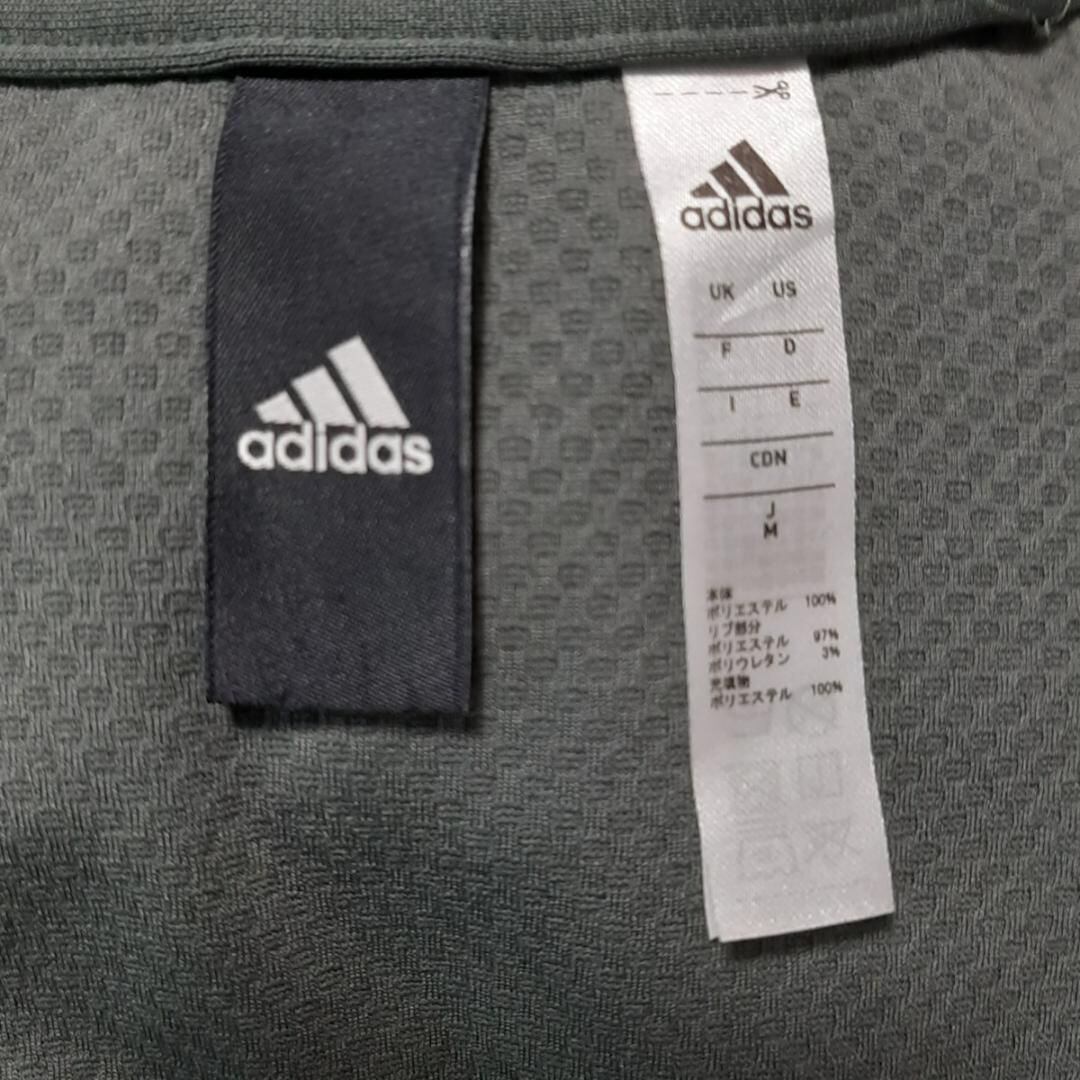 adidas
adidas
UK US
F D
I E
CDN
J
M
本体
ポリエステル 100%
リブ部分
ポリエステル 97%
ポリウレタン 3%
充填物
ポリエステル 100%